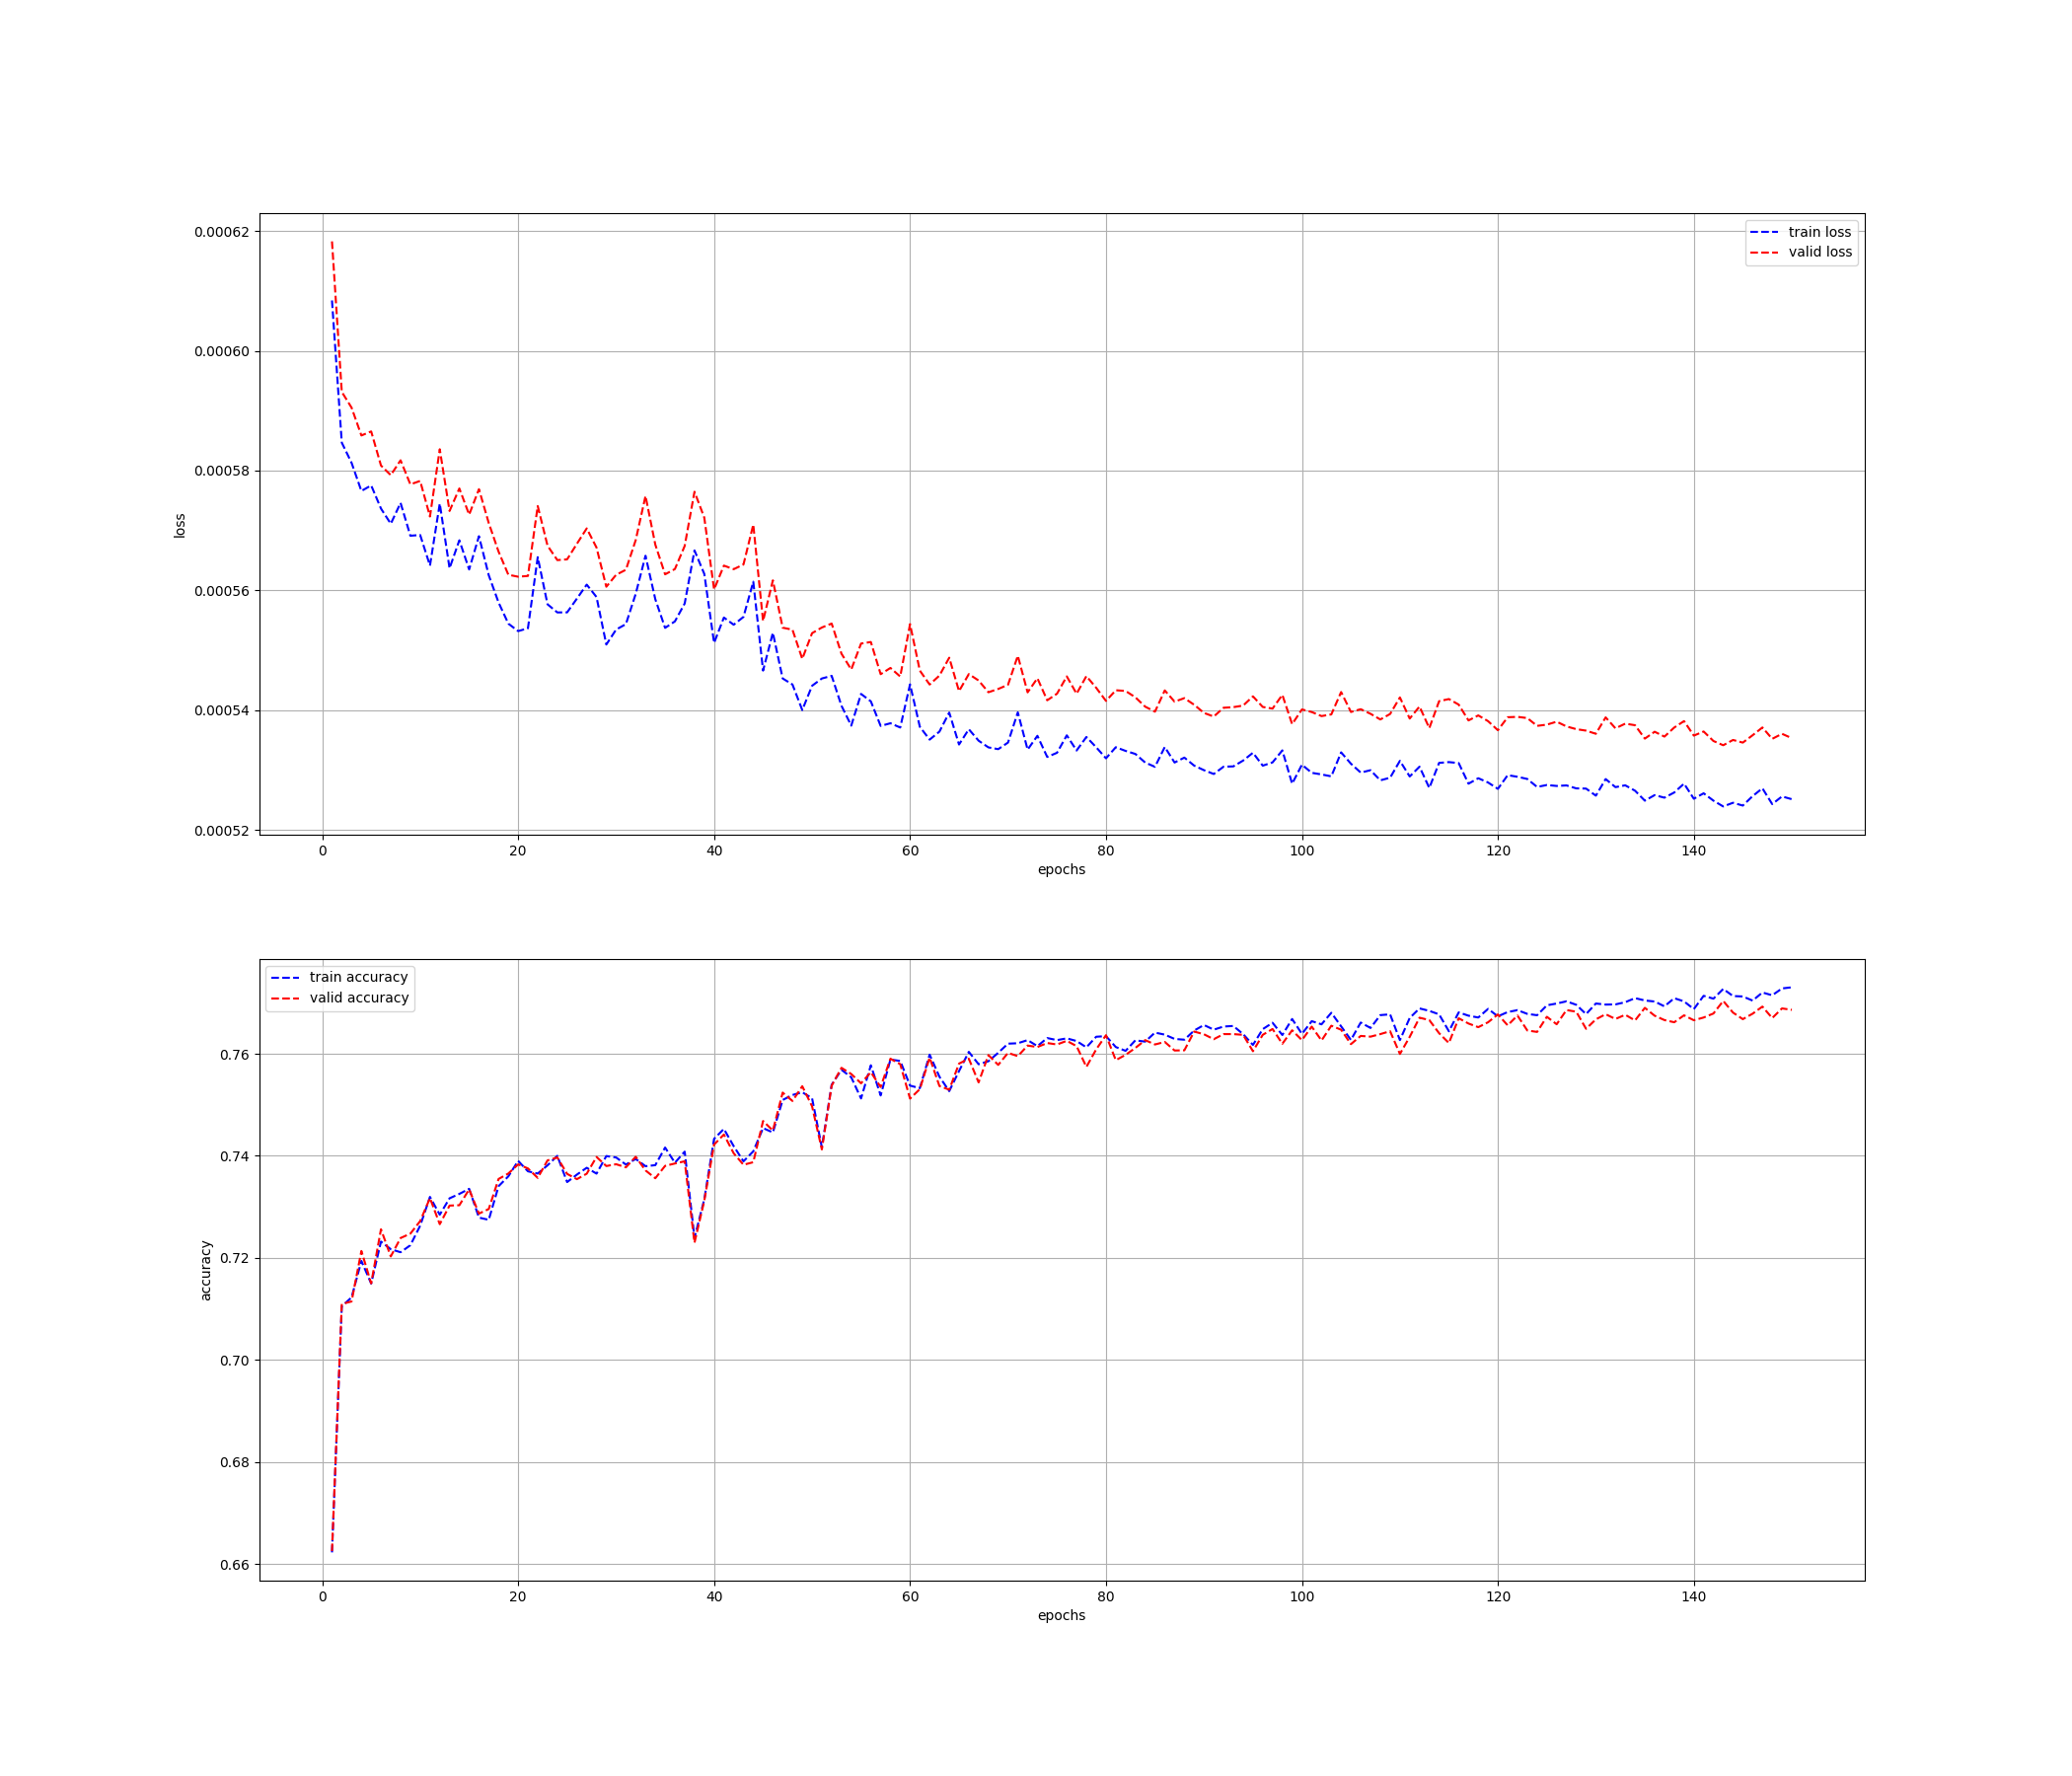 0.00062
train loss
valid loss
0.00060
0.00058
loss
0.00056
0.00054
0.00052
0 20 40 60 80 100 120 140
epochs
train accuracy
valid accuracy
0.76
0.74
0.72
accuracy
0.70
0.68
0.66
0 20 40 60 80 100 120 140
epochs